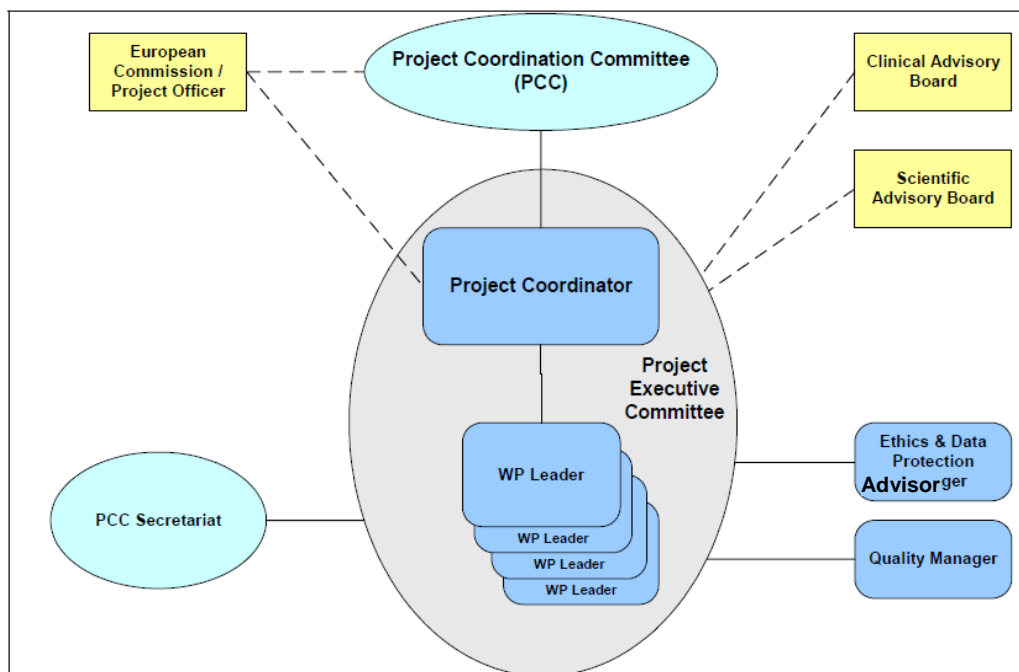 European
Commission /
Project Officer
Project Coordination Committee
(PCC)
Clinical Advisory
Board
Scientific
Advisory Board
Project Coordinator
Project
Executive
Committee
WP Leader
WP Leader
WP Leader
WP Leader
PCC Secretariat
Ethics & Data
Protection
Advisorger
Quality Manager